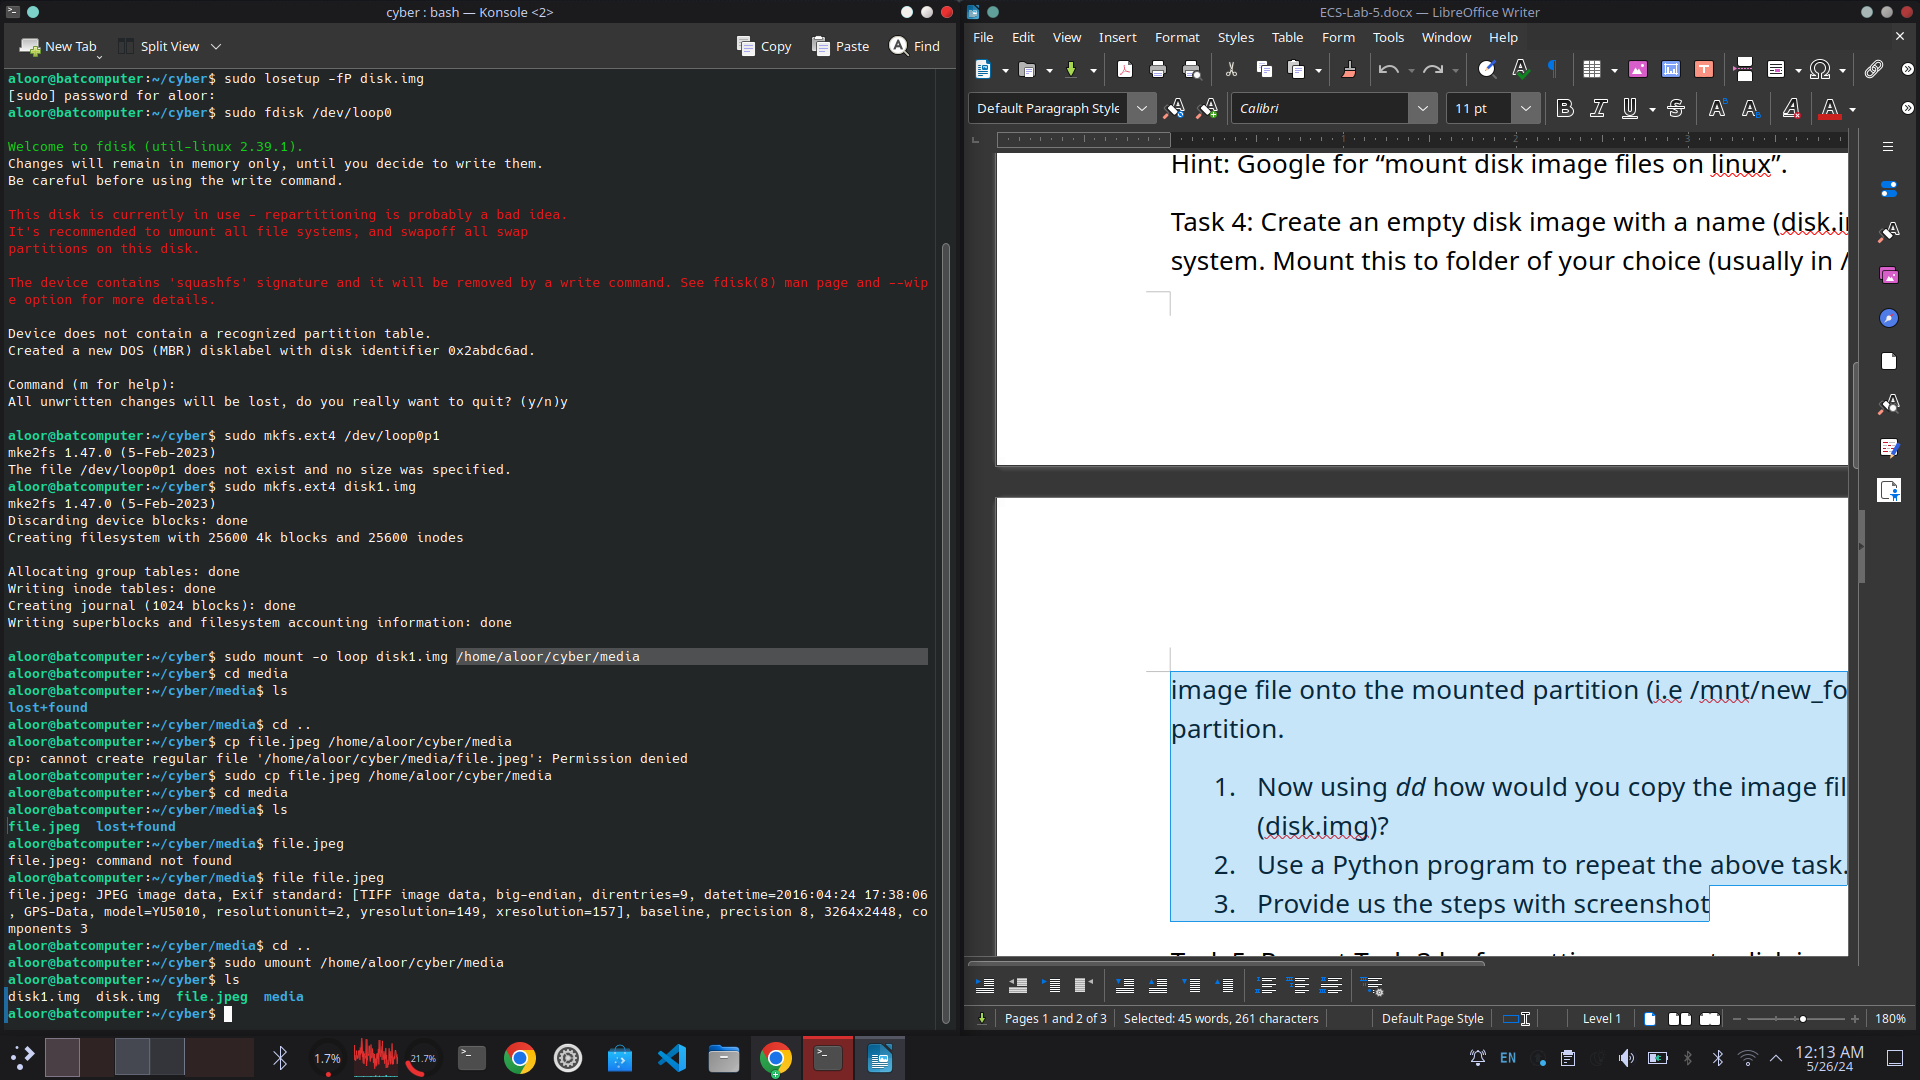 cyber : bash — Konsole <2>
New Tab
Split View
Copy
Paste
Find
aloor@batcomputer:~/cyber$ sudo losetup -fP disk.img
[sudo] password for aloor:
aloor@batcomputer:~/cyber$ sudo fdisk /dev/loop0
Welcome to fdisk (util-linux 2.39.1).
Changes will remain in memory only, until you decide to write them.
Be careful before using the write command.
This disk is currently in use - repartitioning is probably a bad idea.
It's recommended to umount all file systems, and swapoff all swap
partitions on this disk.
The device contains 'squashfs' signature and it will be removed by a write command. See fdisk(8) man page and --wip
e option for more details.
Device does not contain a recognized partition table.
Created a new DOS (MBR) disklabel with disk identifier 0x2abdc6ad.
Command (m for help):
All unwritten changes will be lost, do you really want to quit? (y/n)y
aloor@batcomputer:~/cyber$ sudo mkfs.ext4 /dev/loop0p1
mke2fs 1.47.0 (5-Feb-2023)
The file /dev/loop0p1 does not exist and no size was specified.
aloor@batcomputer:~/cyber$ sudo mkfs.ext4 disk1.img
mke2fs 1.47.0 (5-Feb-2023)
Discarding device blocks: done
Creating filesystem with 25600 4k blocks and 25600 inodes
Allocating group tables: done
Writing inode tables: done
Creating journal (1024 blocks): done
Writing superblocks and filesystem accounting information: done
aloor@batcomputer:~/cyber$ sudo mount -o loop disk1.img /home/aloor/cyber/media
aloor@batcomputer:~/cyber$ cd media
aloor@batcomputer:~/cyber/media$ ls
lost+found
aloor@batcomputer:~/cyber/media$ cd ..
aloor@batcomputer:~/cyber$ cp file.jpeg /home/aloor/cyber/media
cp: cannot create regular file '/home/aloor/cyber/media/file.jpeg': Permission denied
aloor@batcomputer:~/cyber$ sudo cp file.jpeg /home/aloor/cyber/media
aloor@batcomputer:~/cyber$ cd media
aloor@batcomputer:~/cyber/media$ ls
file.jpeg  lost+found
aloor@batcomputer:~/cyber/media$ file.jpeg
file.jpeg: command not found
aloor@batcomputer:~/cyber/media$ file file.jpeg
file.jpeg: JPEG image data, Exif standard: [TIFF image data, big-endian, direntries=9, datetime=2016:04:24 17:38:06
, GPS-Data, model=YU5010, resolutionunit=2, yresolution=149, xresolution=157], baseline, precision 8, 3264x2448, co
mponents 3
aloor@batcomputer:~/cyber/media$ cd ..
aloor@batcomputer:~/cyber$ sudo umount /home/aloor/cyber/media
aloor@batcomputer:~/cyber$ ls
disk1.img  disk.img  file.jpeg  media
aloor@batcomputer:~/cyber$
ECS-Lab-5.docx — LibreOffice Writer
File Edit View Insert Format Styles Table Form Tools Window Help
Default Paragraph Style
Calibri
11 pt
Hint: Google for “mount disk image files on linux”.
Task 4: Create an empty disk image with a name (disk.i
system. Mount this to folder of your choice (usually in /
image file onto the mounted partition (i.e /mnt/new_fo
partition.
1. Now using dd how would you copy the image fil
(disk.img)?
2. Use a Python program to repeat the above task.
3. Provide us the steps with screenshot
Pages 1 and 2 of 3
Selected: 45 words, 261 characters
Default Page Style
Level 1
180%
1.7%
21.7%
EN
12:13 AM
5/26/24